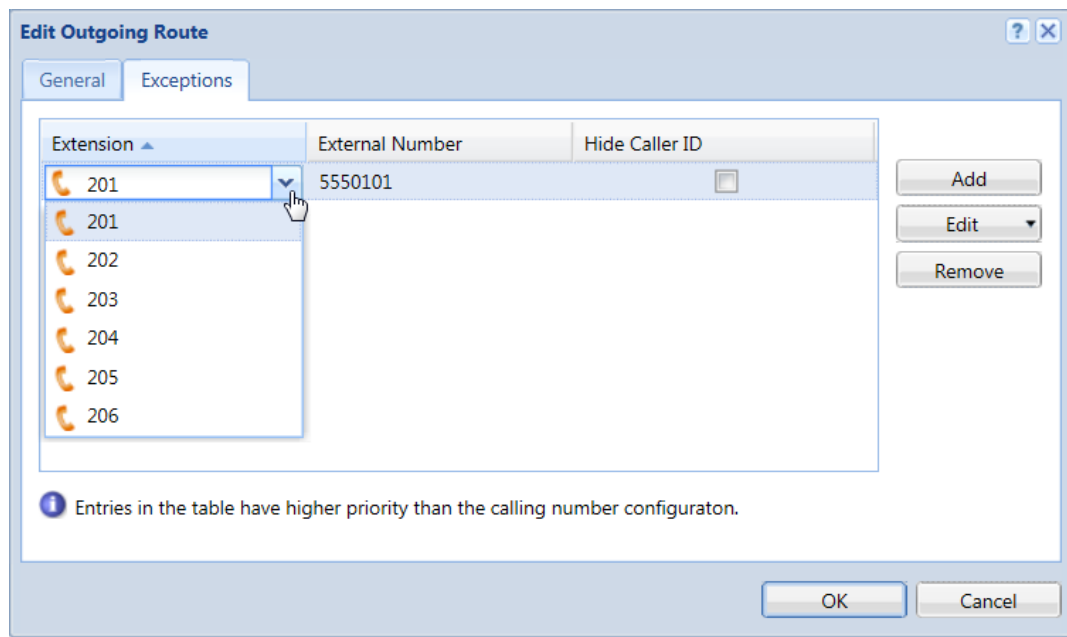 Edit Outgoing Route
General Exceptions
Extension External Number Hide Caller ID
201 5550101
201
202
203
204
205
206
Add
Edit
Remove
Entries in the table have higher priority than the calling number configuraton.
OK Cancel